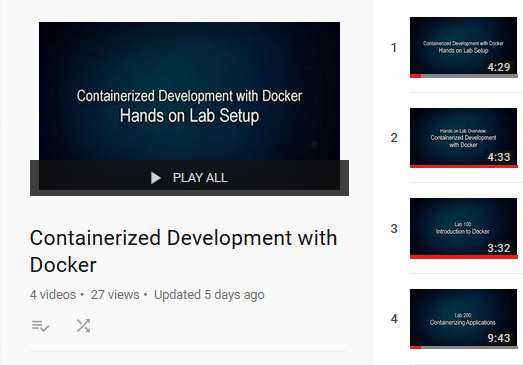 Containerized Development with Docker
Hands on Lab Setup
PLAY ALL
Containerized Development with
Docker
4 videos • 27 views • Updated 5 days ago
1
Containerized Development with Docker
Hands on Lab Setup
4:29
2
Hands on Lab Overview:
Containerized Development
with Docker
4:33
3
Lab 100:
Introduction to Docker
3:32
4
Lab 200:
Containerizing Applications
9:43